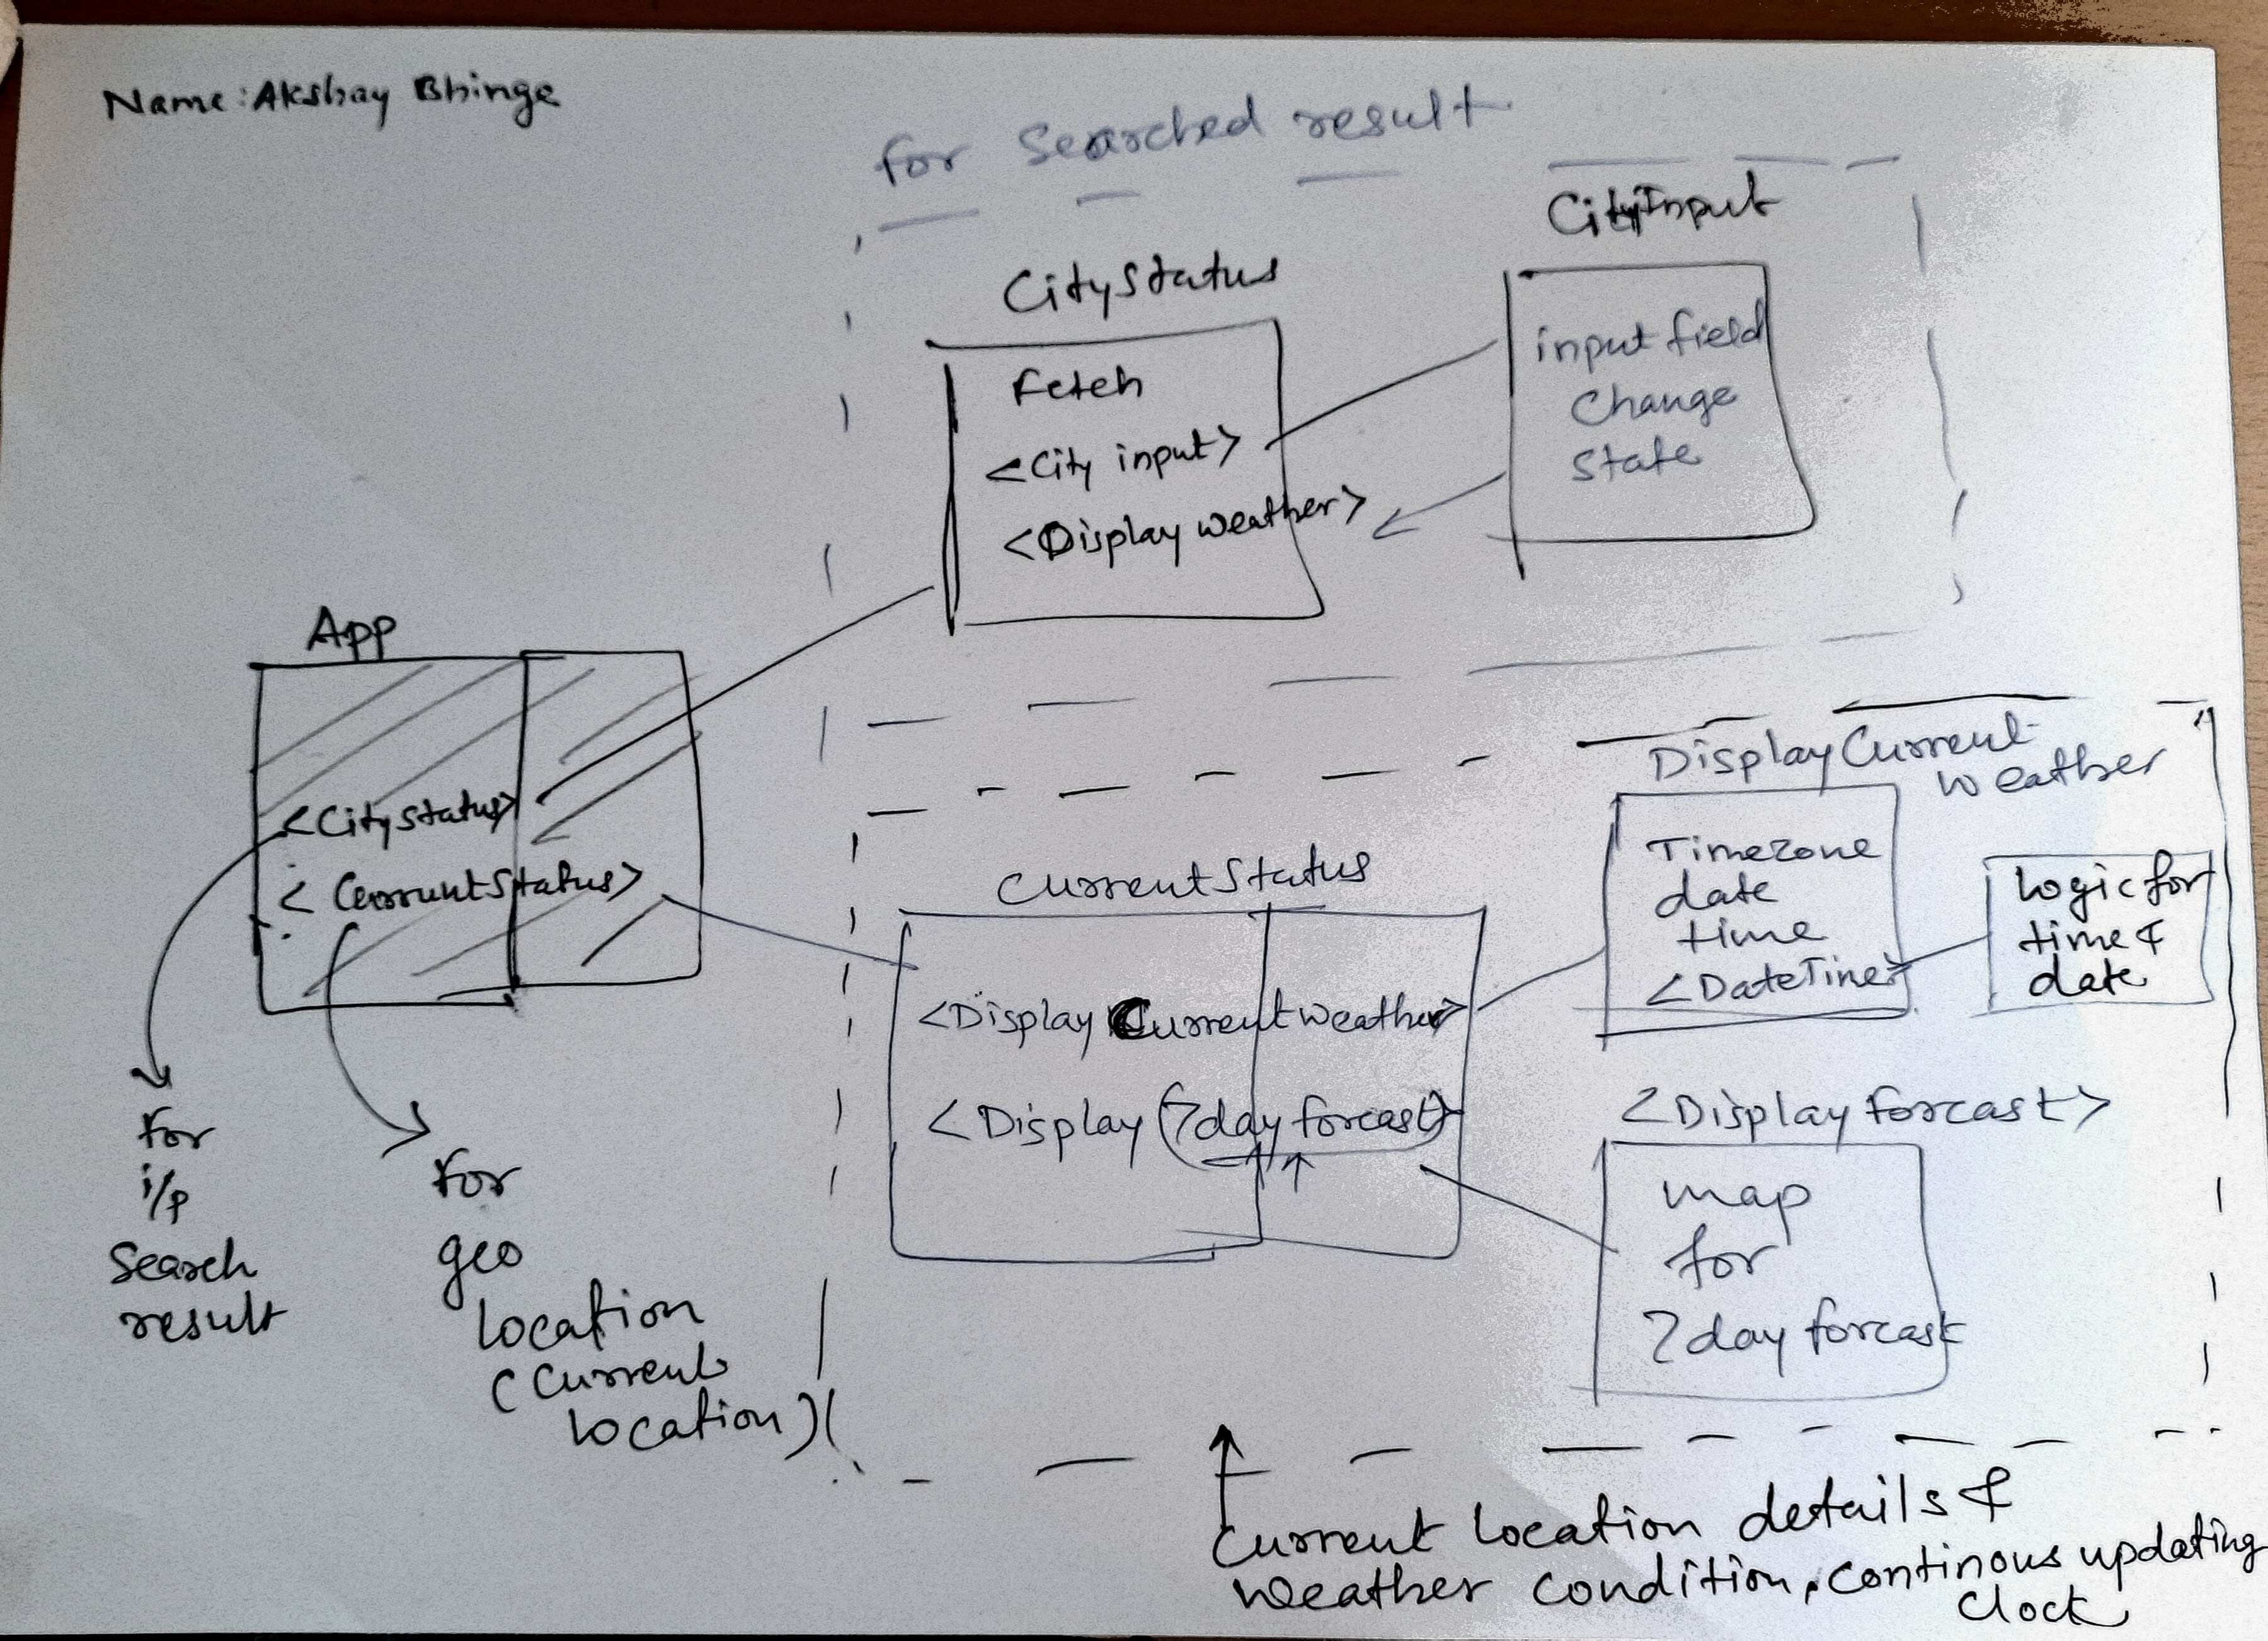 Name: Akshay Bhinge
for Searched result
CityInput
input field
Change
State
CityStatus
Fetch
<City input>
<Display weather>
App
<CityStatus>
<CurrentStatus>
For
i/p
Search
result
For
geo
location
(Current
location)
CurrentStatus
<Display Current Weather>
<Display (7day forcast)>
DisplayCurrent
Weather
Timezone
date
time
<DateTime>
Logic for
time &
date
<Display forcast>
map
for
7day forcast
Current location details &
Weather condition, continous updating
Clock